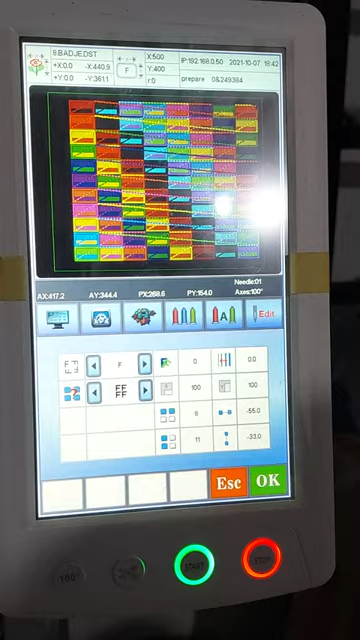 8.BADJE.DST
+X:0.0 -X:440.9
+Y:0.0 -Y:361.1
F
X:500
Y:400
r:0
IP:192.168.0.50 2021-10-07 18:42
prepare 0&249384
Needle:01
AX:417.2 AY:344.4 PX:268.6 PY:154.0 Axes:100°
A Edit
F 0 0.0
FF
FF 100 100
8 -55.0
11 -33.0
Esc OK
100° START STOP